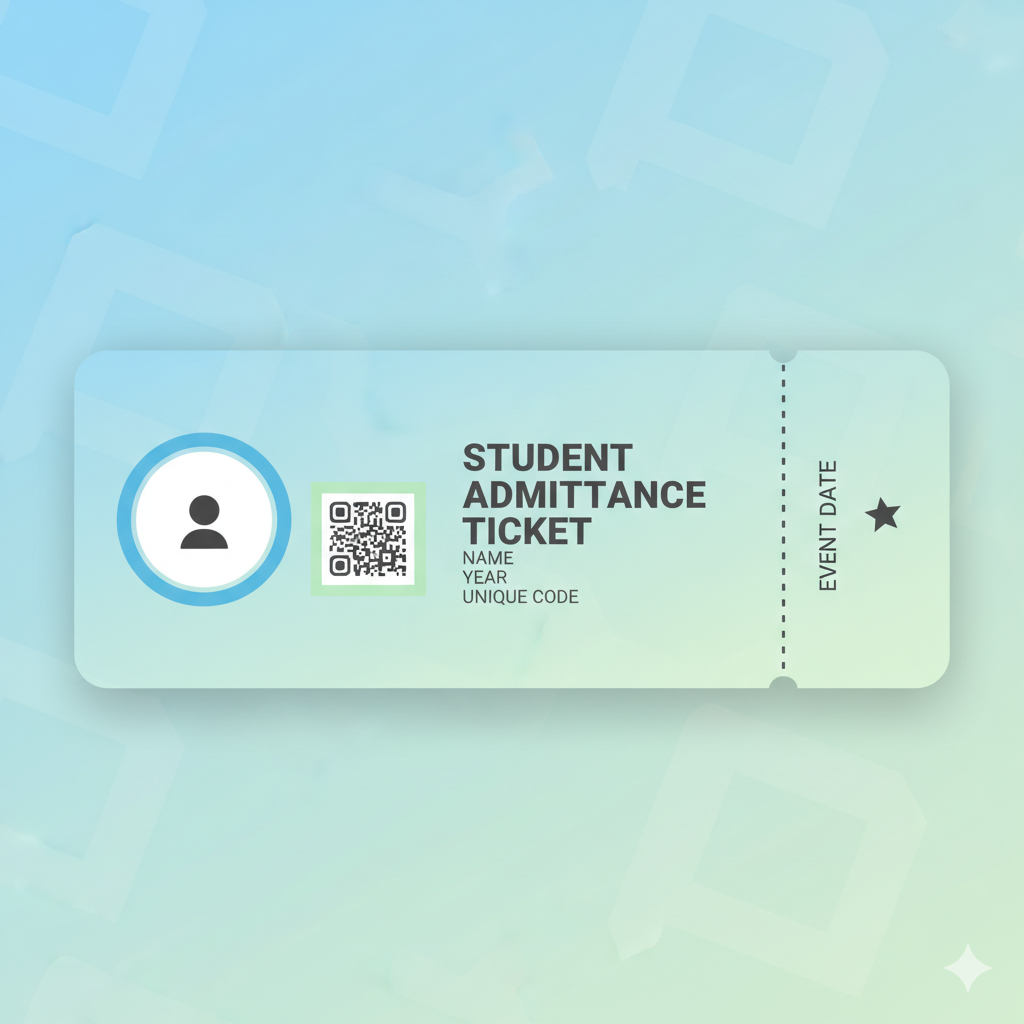 STUDENT
ADMITTANCE
TICKET
NAME
YEAR
UNIQUE CODE
EVENT DATE